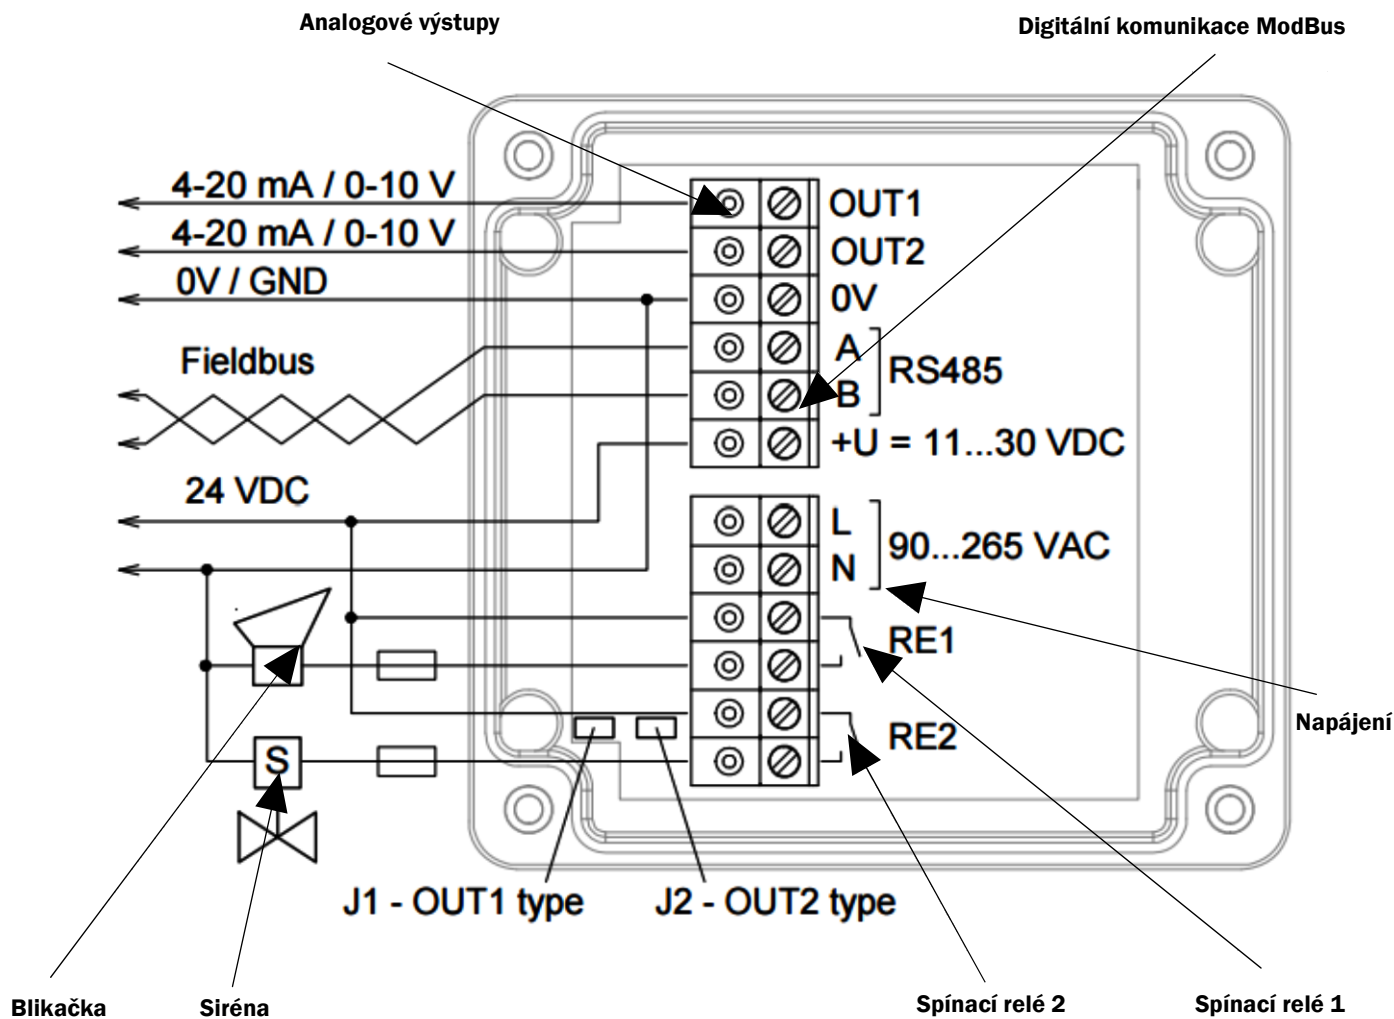 Analogové výstupy
Digitální komunikace ModBus
4-20 mA / 0-10 V
OUT1
4-20 mA / 0-10 V
OUT2
0V / GND
0V
A
Fieldbus
RS485
B
+U = 11...30 VDC
24 VDC
L
90...265 VAC
N
RE1
Napájení
RE2
S
J1 - OUT1 type
J2 - OUT2 type
Blikačka
Siréna
Spínací relé 2
Spínací relé 1